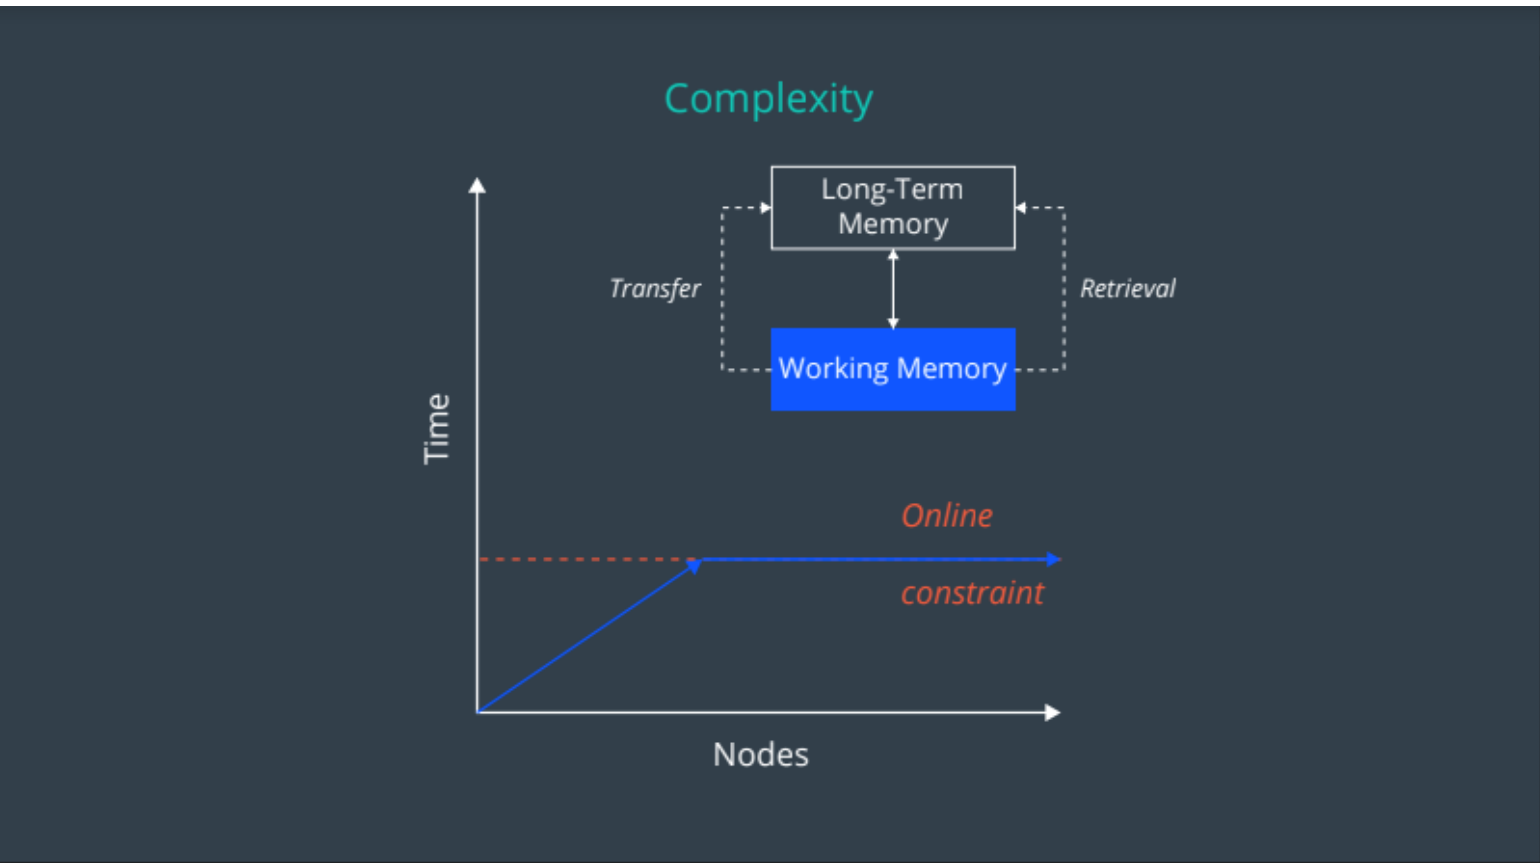 Complexity
Long-Term
Memory
Transfer
Retrieval
Working Memory
Time
Online
constraint
Nodes